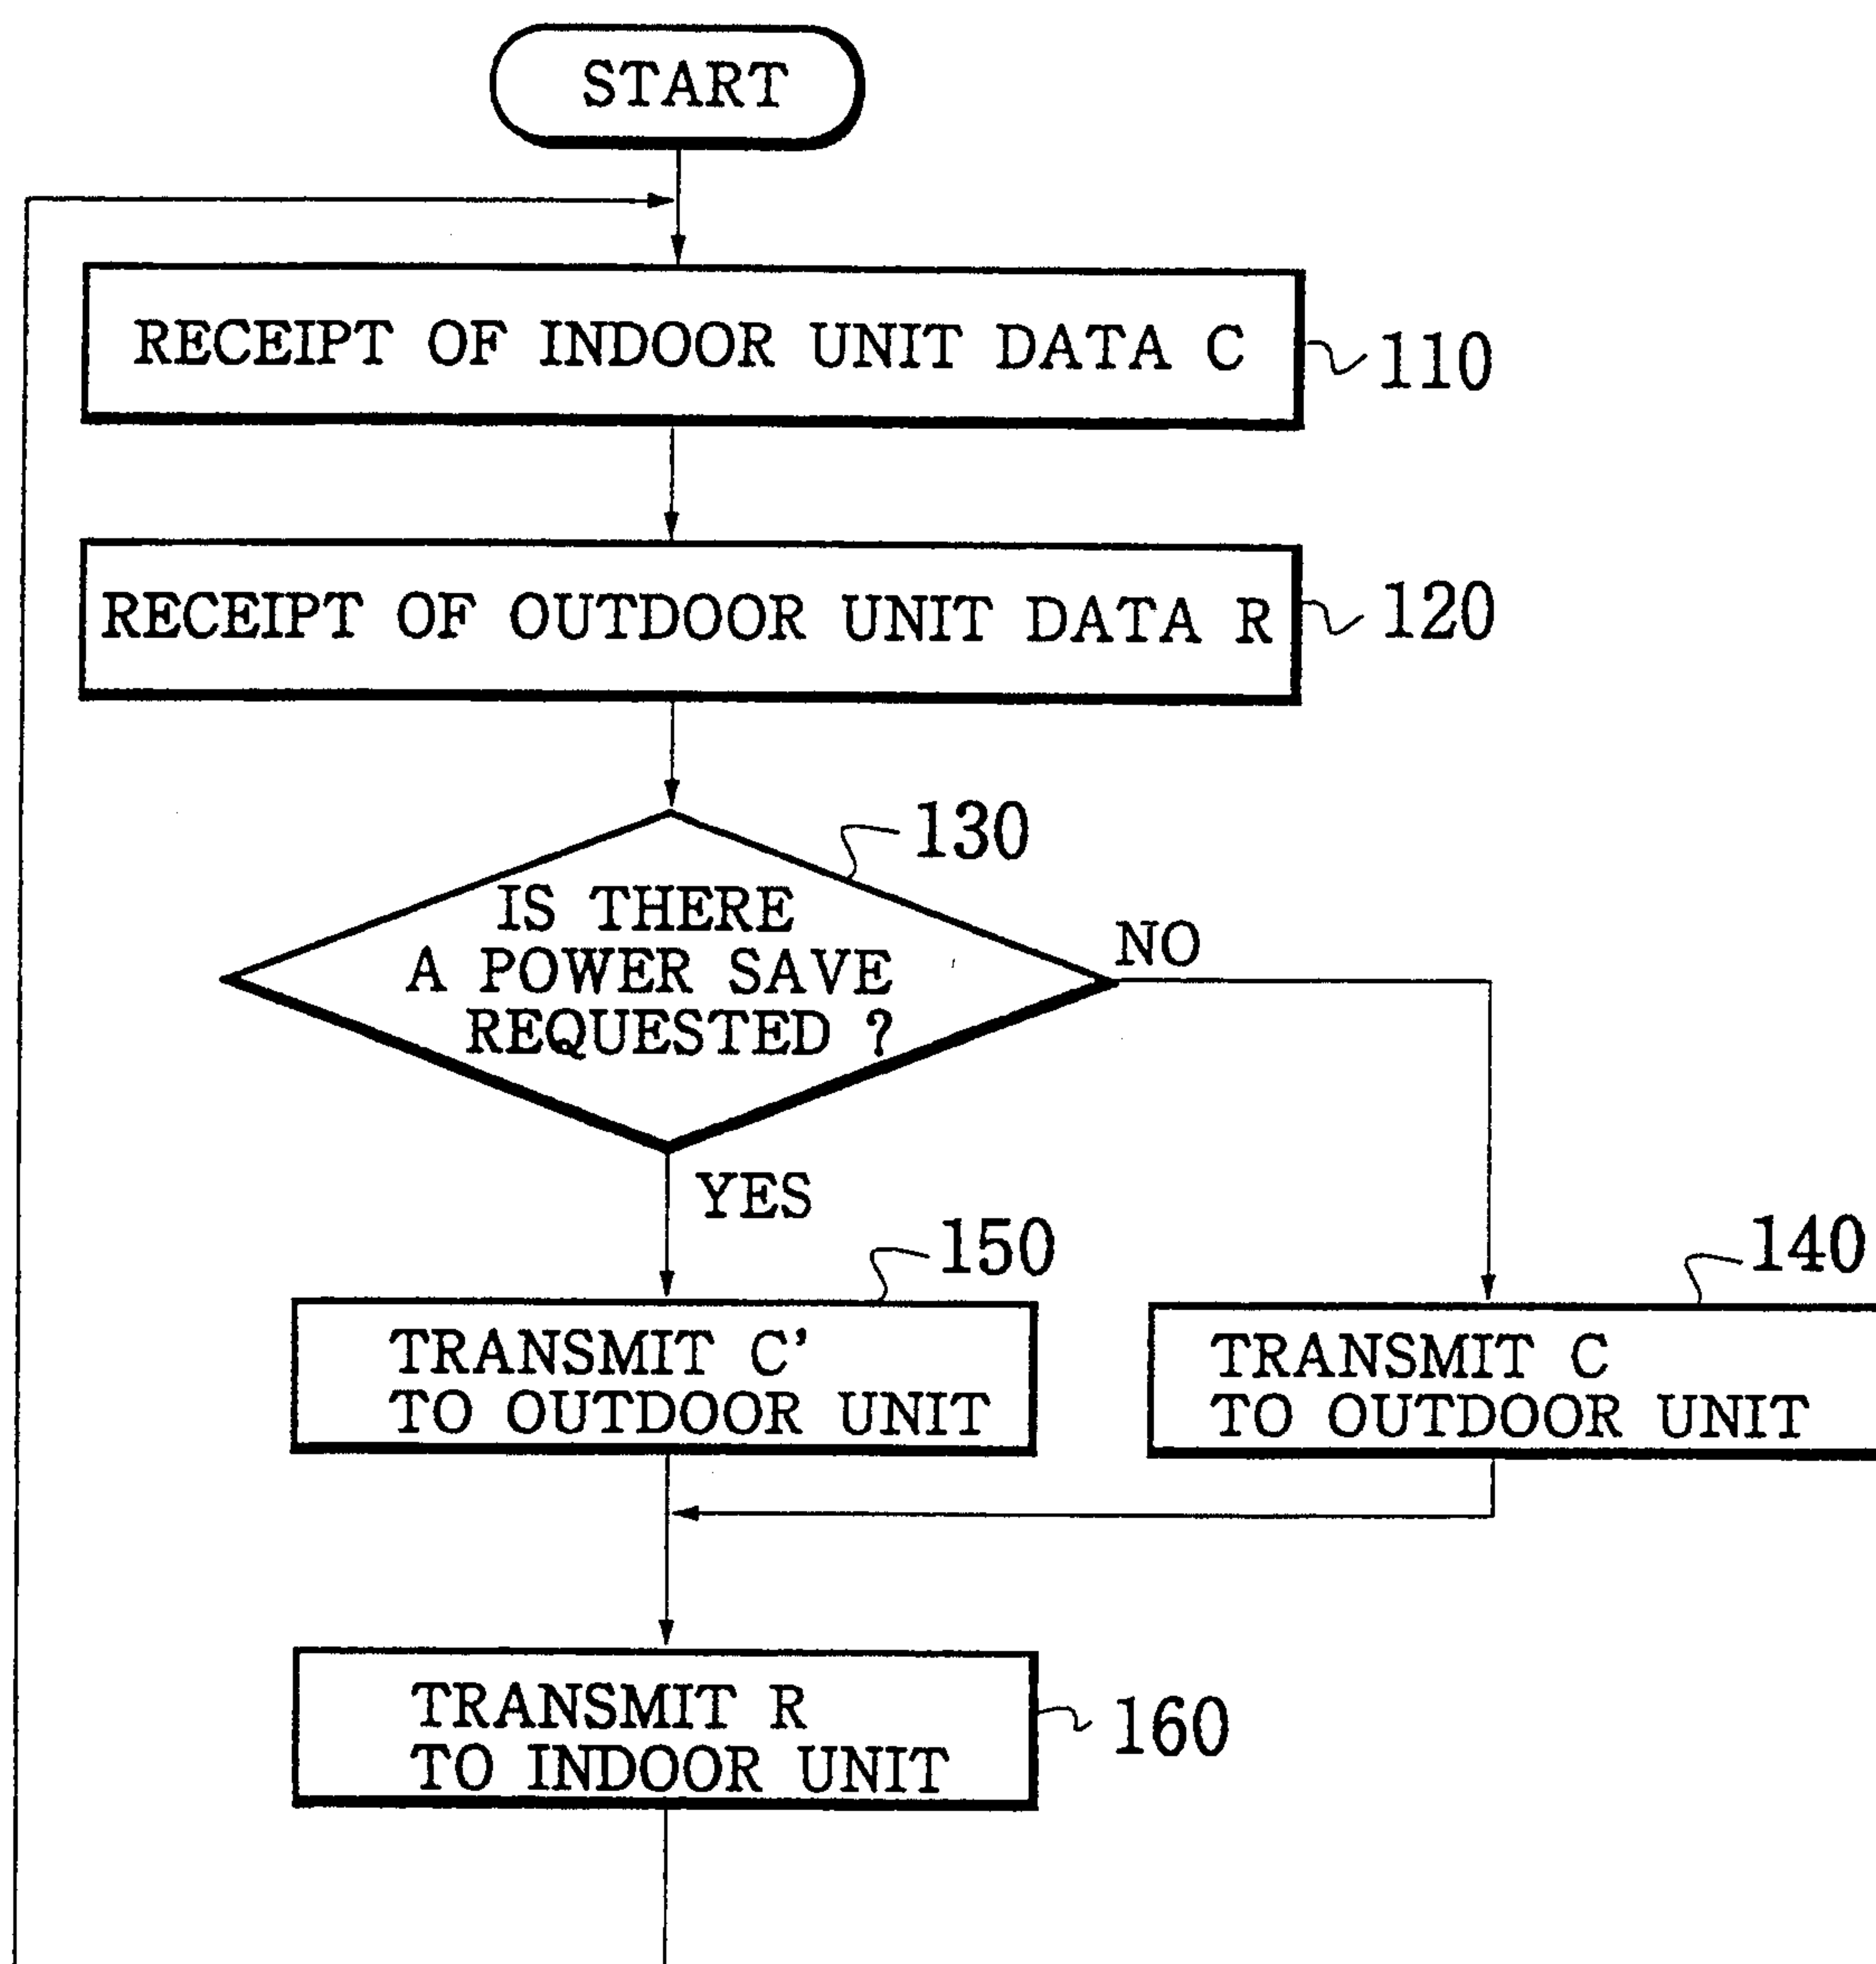 START
RECEIPT OF INDOOR UNIT DATA C
110
RECEIPT OF OUTDOOR UNIT DATA R
120
130
IS THERE
A POWER SAVE
REQUESTED ?
NO
YES
150
140
TRANSMIT C'
TO OUTDOOR UNIT
TRANSMIT C
TO OUTDOOR UNIT
TRANSMIT R
TO INDOOR UNIT
160